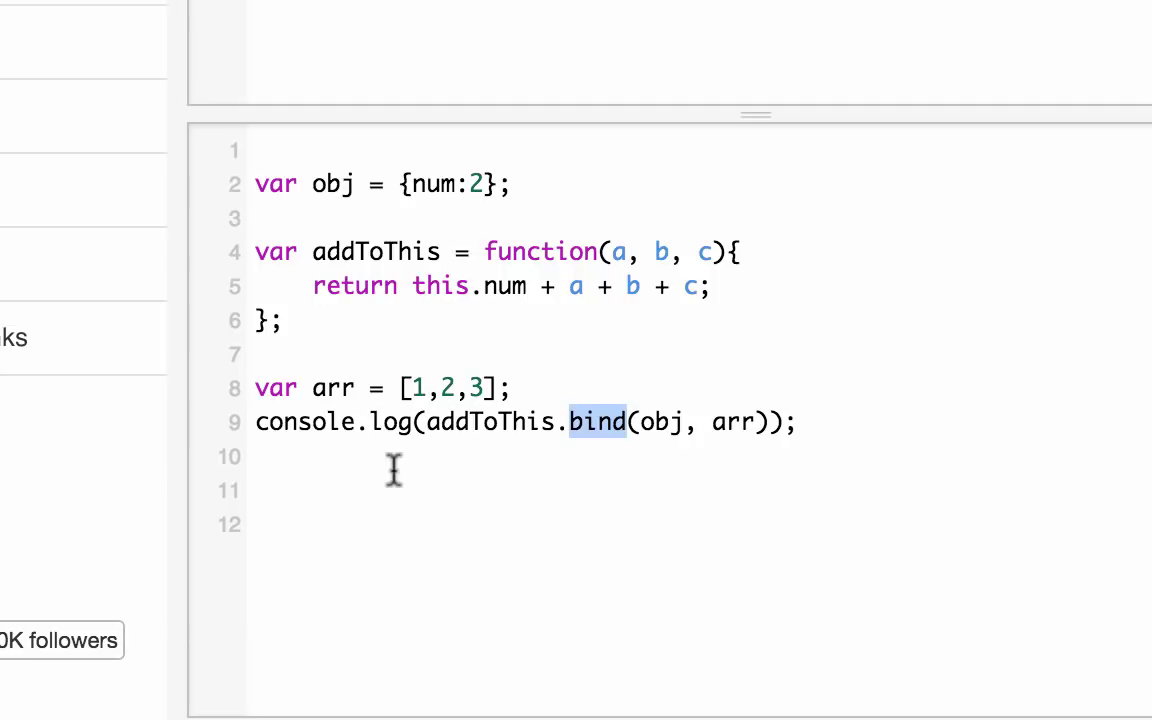 1
2 var obj = {num:2};
3
4 var addToThis = function(a, b, c){
5 return this.num + a + b + c;
6 };
7
8 var arr = [1,2,3];
9 console.log(addToThis.bind(obj, arr));
10
11
12
ks
0K followers